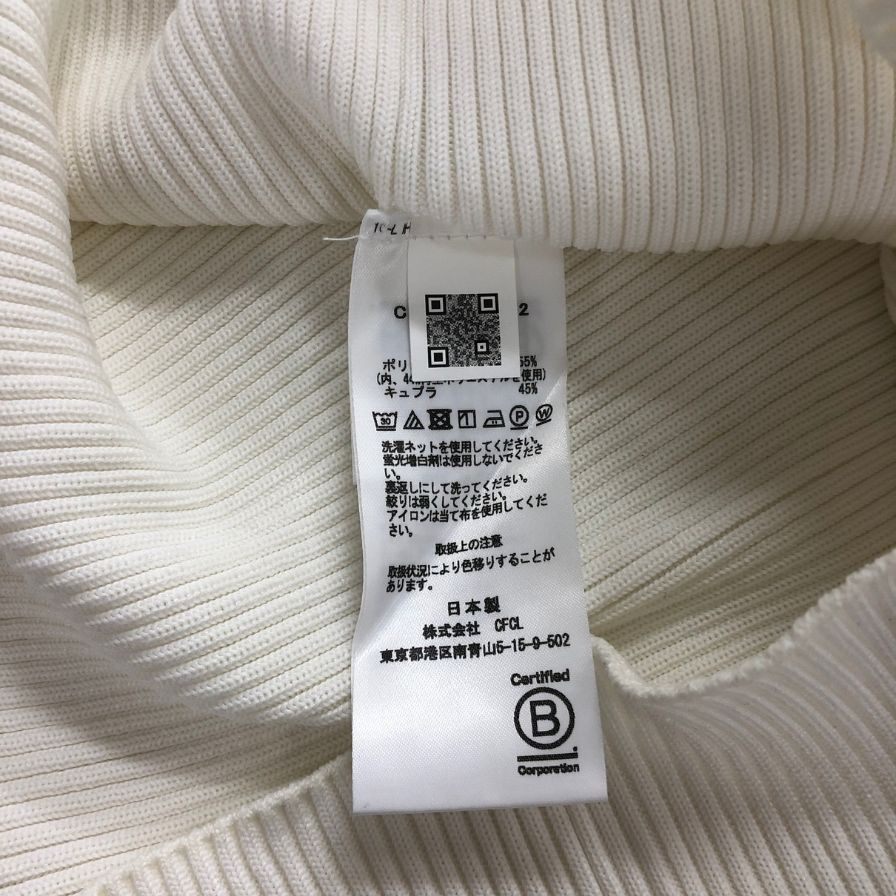 C 2
ポリ 55%
を使用)
キュプラ 45%
30 P W
洗濯ネットを使用してください。
蛍光増白剤は使用しないでくださ
い。
裏返しにして洗ってください。
絞りは弱くしてください。
アイロンは当て布を使用してくだ
さい。
取扱上の注意
取扱状況により色移りすることが
あります。
日本製
株式会社 CFCL
東京都港区南青山5-15-9-502
Certified
B
Corporation